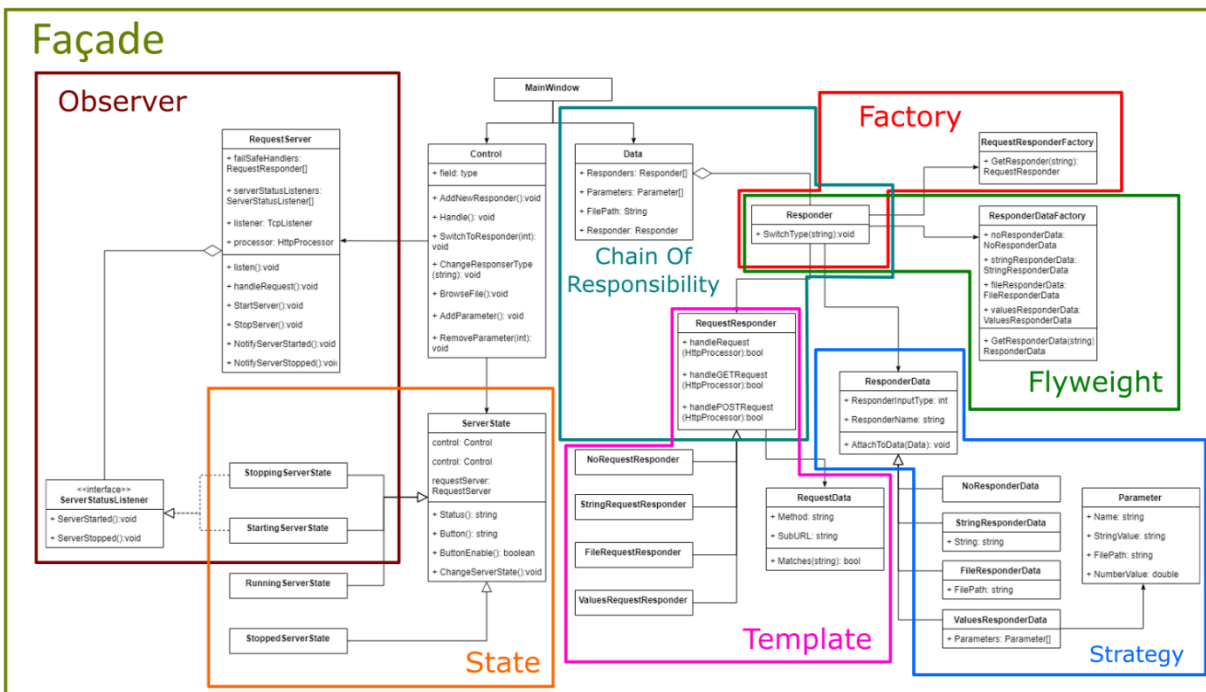 Façade
Observer
RequestServer
+ failSafeHandlers:
RequestResponder[]
+ serverStatusListeners:
ServerStatusListener[]
+ listener: TcpListener
+ processor: HttpProcessor
+ listen():void
+ handleRequest():void
+ StartServer():void
+ StopServer():void
+ NotifyServerStarted():void
+ NotifyServerStopped():void
<<interface>>
ServerStatusListener
+ ServerStarted():void
+ ServerStopped():void
MainWindow
Control
+ field: type
+ AddNewResponder():void
+ Handle(): void
+ SwitchToResponder(int):
void
+ ChangeResponserType
(string): void
+ BrowseFile():void
+ AddParameter(): void
+ RemoveParameter(int):
void
Data
+ Responders: Responder[]
+ Parameters: Parameter[]
+ FilePath: String
+ Responder: Responder
Chain Of
Responsibility
Factory
RequestResponderFactory
+ GetResponder(string):
RequestResponder
Responder
+ SwitchType(string):void
ResponderDataFactory
+ noResponderData:
NoResponderData
+ stringResponderData:
StringResponderData
+ fileResponderData:
FileResponderData
+ valuesResponderData:
ValuesResponderData
+ GetResponderData(string)
ResponderData
Flyweight
RequestResponder
+ handleRequest
(HttpProcessor):bool
+ handleGETRequest
(HttpProcessor):bool
+ handlePOSTRequest
(HttpProcessor):bool
ResponderData
+ ResponderInputType: int
+ ResponderName: string
+ AttachToData(Data): void
ServerState
control: Control
control: Control
requestServer:
RequestServer
+ Status(): string
+ Button(): string
+ ButtonEnable(): boolean
+ ChangeServerState():void
StoppingServerState
StartingServerState
RunningServerState
StoppedServerState
State
NoRequestResponder
StringRequestResponder
FileRequestResponder
ValuesRequestResponder
RequestData
+ Method: string
+ SubURL: string
+ Matches(string): bool
Template
NoResponderData
StringResponderData
+ String: string
FileResponderData
+ FilePath: string
ValuesResponderData
+ Parameters: Parameter[]
Parameter
+ Name: string
+ StringValue: string
+ FilePath: string
+ NumberValue: double
Strategy